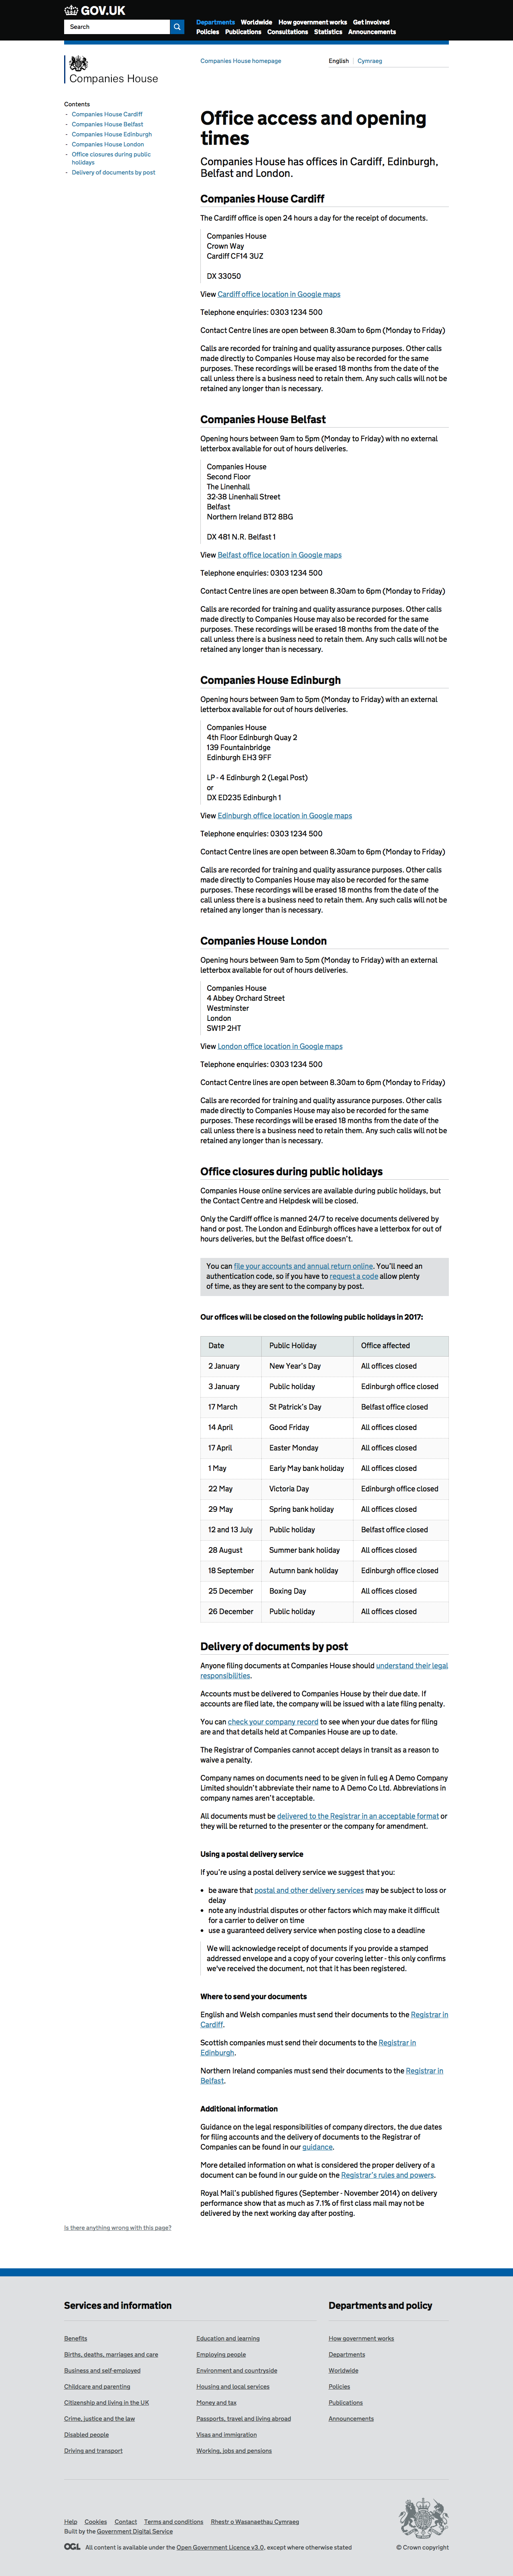 GOV.UK
Search
Departments Worldwide How government works Get involved
Policies Publications Consultations Statistics Announcements
Companies House
Companies House homepage
English Cymraeg
Contents
- Companies House Cardiff
- Companies House Belfast
- Companies House Edinburgh
- Companies House London
- Office closures during public
holidays
- Delivery of documents by post
Office access and opening
times
Companies House has offices in Cardiff, Edinburgh,
Belfast and London.
Companies House Cardiff
The Cardiff office is open 24 hours a day for the receipt of documents.
Companies House
Crown Way
Cardiff CF14 3UZ
DX 33050
View Cardiff office location in Google maps
Telephone enquiries: 0303 1234 500
Contact Centre lines are open between 8.30am to 6pm (Monday to Friday)
Calls are recorded for training and quality assurance purposes. Other calls
made directly to Companies House may also be recorded for the same
purposes. These recordings will be erased 18 months from the date of the
call unless there is a business need to retain them. Any such calls will not be
retained any longer than is necessary.
Companies House Belfast
Opening hours between 9am to 5pm (Monday to Friday) with no external
letterbox available for out of hours deliveries.
Companies House
Second Floor
The Linenhall
32-38 Linenhall Street
Belfast
Northern Ireland BT2 8BG
DX 481 N.R. Belfast 1
View Belfast office location in Google maps
Telephone enquiries: 0303 1234 500
Contact Centre lines are open between 8.30am to 6pm (Monday to Friday)
Calls are recorded for training and quality assurance purposes. Other calls
made directly to Companies House may also be recorded for the same
purposes. These recordings will be erased 18 months from the date of the
call unless there is a business need to retain them. Any such calls will not be
retained any longer than is necessary.
Companies House Edinburgh
Opening hours between 9am to 5pm (Monday to Friday) with an external
letterbox available for out of hours deliveries.
Companies House
4th Floor Edinburgh Quay 2
139 Fountainbridge
Edinburgh EH3 9FF
LP - 4 Edinburgh 2 (Legal Post)
or
DX ED235 Edinburgh 1
View Edinburgh office location in Google maps
Telephone enquiries: 0303 1234 500
Contact Centre lines are open between 8.30am to 6pm (Monday to Friday)
Calls are recorded for training and quality assurance purposes. Other calls
made directly to Companies House may also be recorded for the same
purposes. These recordings will be erased 18 months from the date of the
call unless there is a business need to retain them. Any such calls will not be
retained any longer than is necessary.
Companies House London
Opening hours between 9am to 5pm (Monday to Friday) with an external
letterbox available for out of hours deliveries.
Companies House
4 Abbey Orchard Street
Westminster
London
SW1P 2HT
View London office location in Google maps
Telephone enquiries: 0303 1234 500
Contact Centre lines are open between 8.30am to 6pm (Monday to Friday)
Calls are recorded for training and quality assurance purposes. Other calls
made directly to Companies House may also be recorded for the same
purposes. These recordings will be erased 18 months from the date of the
call unless there is a business need to retain them. Any such calls will not be
retained any longer than is necessary.
Office closures during public holidays
Companies House online services are available during public holidays, but
the Contact Centre and Helpdesk will be closed.
Only the Cardiff office is manned 24/7 to receive documents delivered by
hand or post. The London and Edinburgh offices have a letterbox for out of
hours deliveries, but the Belfast office doesn't.
You can file your accounts and annual return online. You'll need an
authentication code, so if you have to request a code allow plenty
of time, as they are sent to the company by post.
Our offices will be closed on the following public holidays in 2017:
Date Public Holiday Office affected
2 January New Year's Day All offices closed
3 January Public holiday Edinburgh office closed
17 March St Patrick's Day Belfast office closed
14 April Good Friday All offices closed
17 April Easter Monday All offices closed
1 May Early May bank holiday All offices closed
22 May Victoria Day Edinburgh office closed
29 May Spring bank holiday All offices closed
12 and 13 July Public holiday Belfast office closed
28 August Summer bank holiday All offices closed
18 September Autumn bank holiday Edinburgh office closed
25 December Boxing Day All offices closed
26 December Public holiday All offices closed
Delivery of documents by post
Anyone filing documents at Companies House should understand their legal
responsibilities.
Accounts must be delivered to Companies House by their due date. If
accounts are filed late, the company will be issued with a late filing penalty.
You can check your company record to see when your due dates for filing
are and that details held at Companies House are up to date.
The Registrar of Companies cannot accept delays in transit as a reason to
waive a penalty.
Company names on documents need to be given in full eg A Demo Company
Limited shouldn't abbreviate their name to A Demo Co Ltd. Abbreviations in
company names aren't acceptable.
All documents must be delivered to the Registrar in an acceptable format or
they will be returned to the presenter or the company for amendment.
Using a postal delivery service
If you're using a postal delivery service we suggest that you:
• be aware that postal and other delivery services may be subject to loss or
delay
• note any industrial disputes or other factors which may make it difficult
for a carrier to deliver on time
• use a guaranteed delivery service when posting close to a deadline
We will acknowledge receipt of documents if you provide a stamped
addressed envelope and a copy of your covering letter - this only confirms
we've received the document, not that it has been registered.
Where to send your documents
English and Welsh companies must send their documents to the Registrar in
Cardiff.
Scottish companies must send their documents to the Registrar in
Edinburgh.
Northern Ireland companies must send their documents to the Registrar in
Belfast.
Additional information
Guidance on the legal responsibilities of company directors, the due dates
for filing accounts and the delivery of documents to the Registrar of
Companies can be found in our guidance.
More detailed information on what is considered the proper delivery of a
document can be found in our guide on the Registrar's rules and powers.
Royal Mail's published figures (September - November 2014) on delivery
performance show that as much as 7.1% of first class mail may not be
delivered by the next working day after posting.
Is there anything wrong with this page?
Services and information
Benefits
Births, deaths, marriages and care
Business and self-employed
Childcare and parenting
Citizenship and living in the UK
Crime, justice and the law
Disabled people
Driving and transport
Education and learning
Employing people
Environment and countryside
Housing and local services
Money and tax
Passports, travel and living abroad
Visas and immigration
Working, jobs and pensions
Departments and policy
How government works
Departments
Worldwide
Policies
Publications
Announcements
Help Cookies Contact Terms and conditions Rhestr o Wasanaethau Cymraeg
Built by the Government Digital Service
OGL All content is available under the Open Government Licence v3.0, except where otherwise stated
© Crown copyright